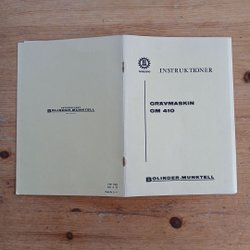 BOLINDER-MUNKTELL
INSTRUKTIONER
GRÄVMASKIN
GM 410
BOLINDER-MUNKTELL